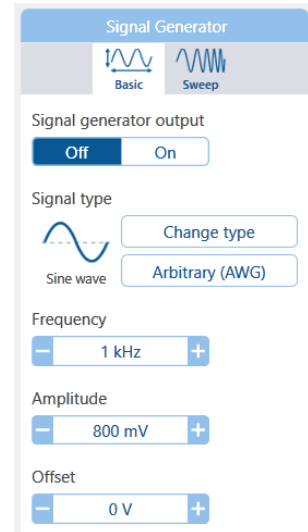 Signal Generator
Basic Sweep
Signal generator output
Off On
Signal type
Change type
Sine wave Arbitrary (AWG)
Frequency
− 1 kHz +
Amplitude
− 800 mV +
Offset
− 0 V +